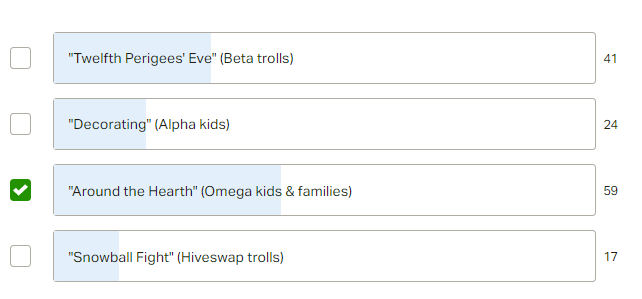 "Twelfth Perigees' Eve" (Beta trolls) 41
"Decorating" (Alpha kids) 24
"Around the Hearth" (Omega kids & families) 59
"Snowball Fight" (Hiveswap trolls) 17